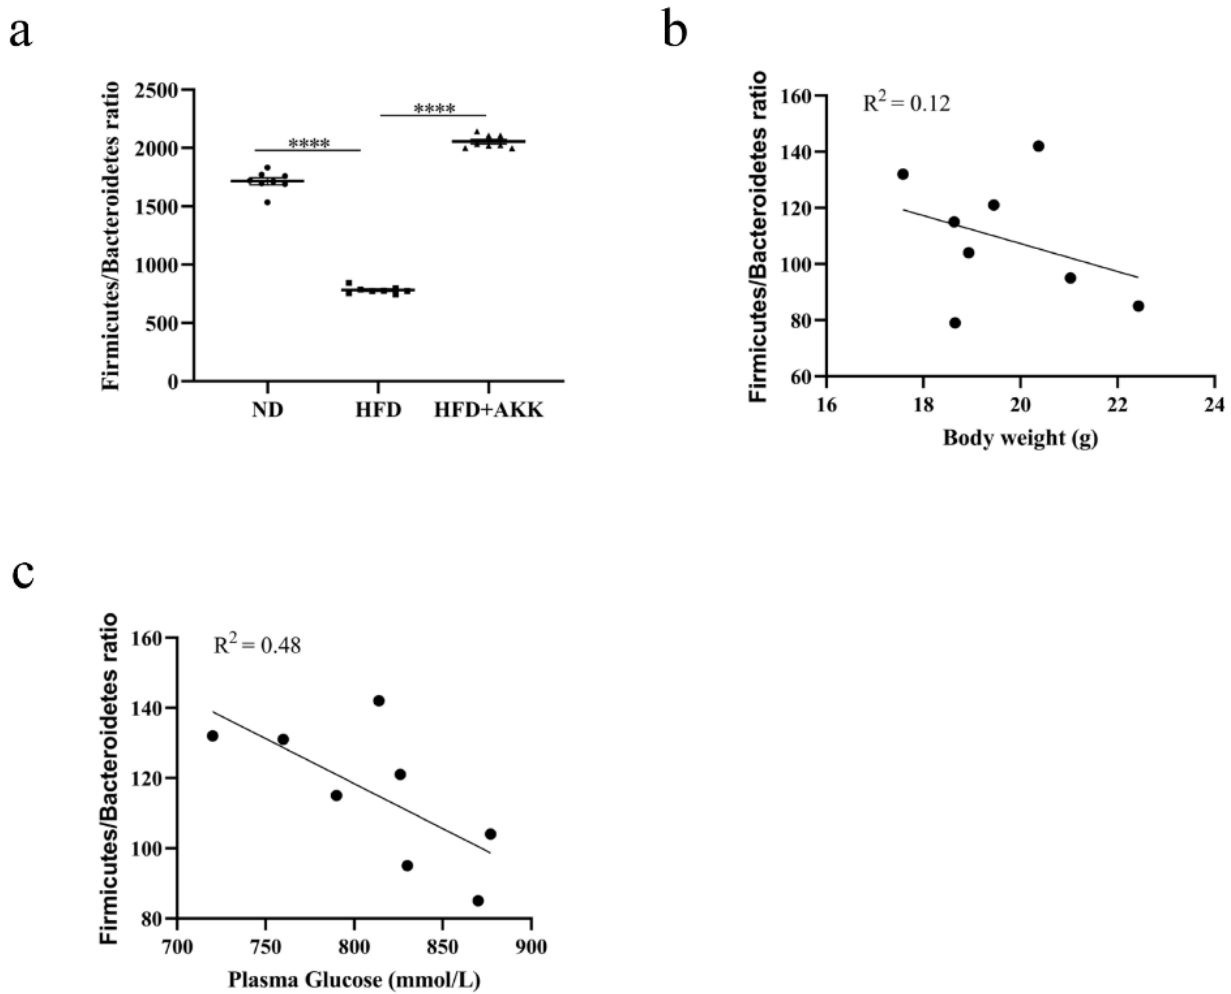 a
Firmicutes/Bacteroidetes ratio
2500
2000
1500
1000
500
0
****
****
ND HFD HFD+AKK
b
Firmicutes/Bacteroidetes ratio
160
140
120
100
80
60
R² = 0.12
16 18 20 22 24
Body weight (g)
c
Firmicutes/Bacteroidetes ratio
160
140
120
100
80
R² = 0.48
700 750 800 850 900
Plasma Glucose (mmol/L)